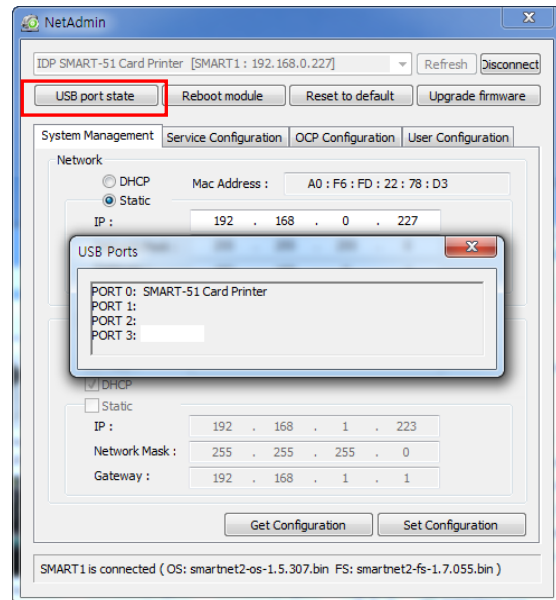 NetAdmin
IDP SMART-51 Card Printer [SMART1 : 192.168.0.227] Refresh Disconnect
USB port state Reboot module Reset to default Upgrade firmware
System Management Service Configuration OCP Configuration User Configuration
Network
DHCP Mac Address : A0 : F6 : FD : 22 : 78 : D3
Static
IP : 192 . 168 . 0 . 227
USB Ports
PORT 0: SMART-51 Card Printer
PORT 1:
PORT 2:
PORT 3:
DHCP
Static
IP : 192 . 168 . 1 . 223
Network Mask : 255 . 255 . 255 . 0
Gateway : 192 . 168 . 1 . 1
Get Configuration Set Configuration
SMART1 is connected ( OS: smartnet2-os-1.5.307.bin FS: smartnet2-fs-1.7.055.bin )